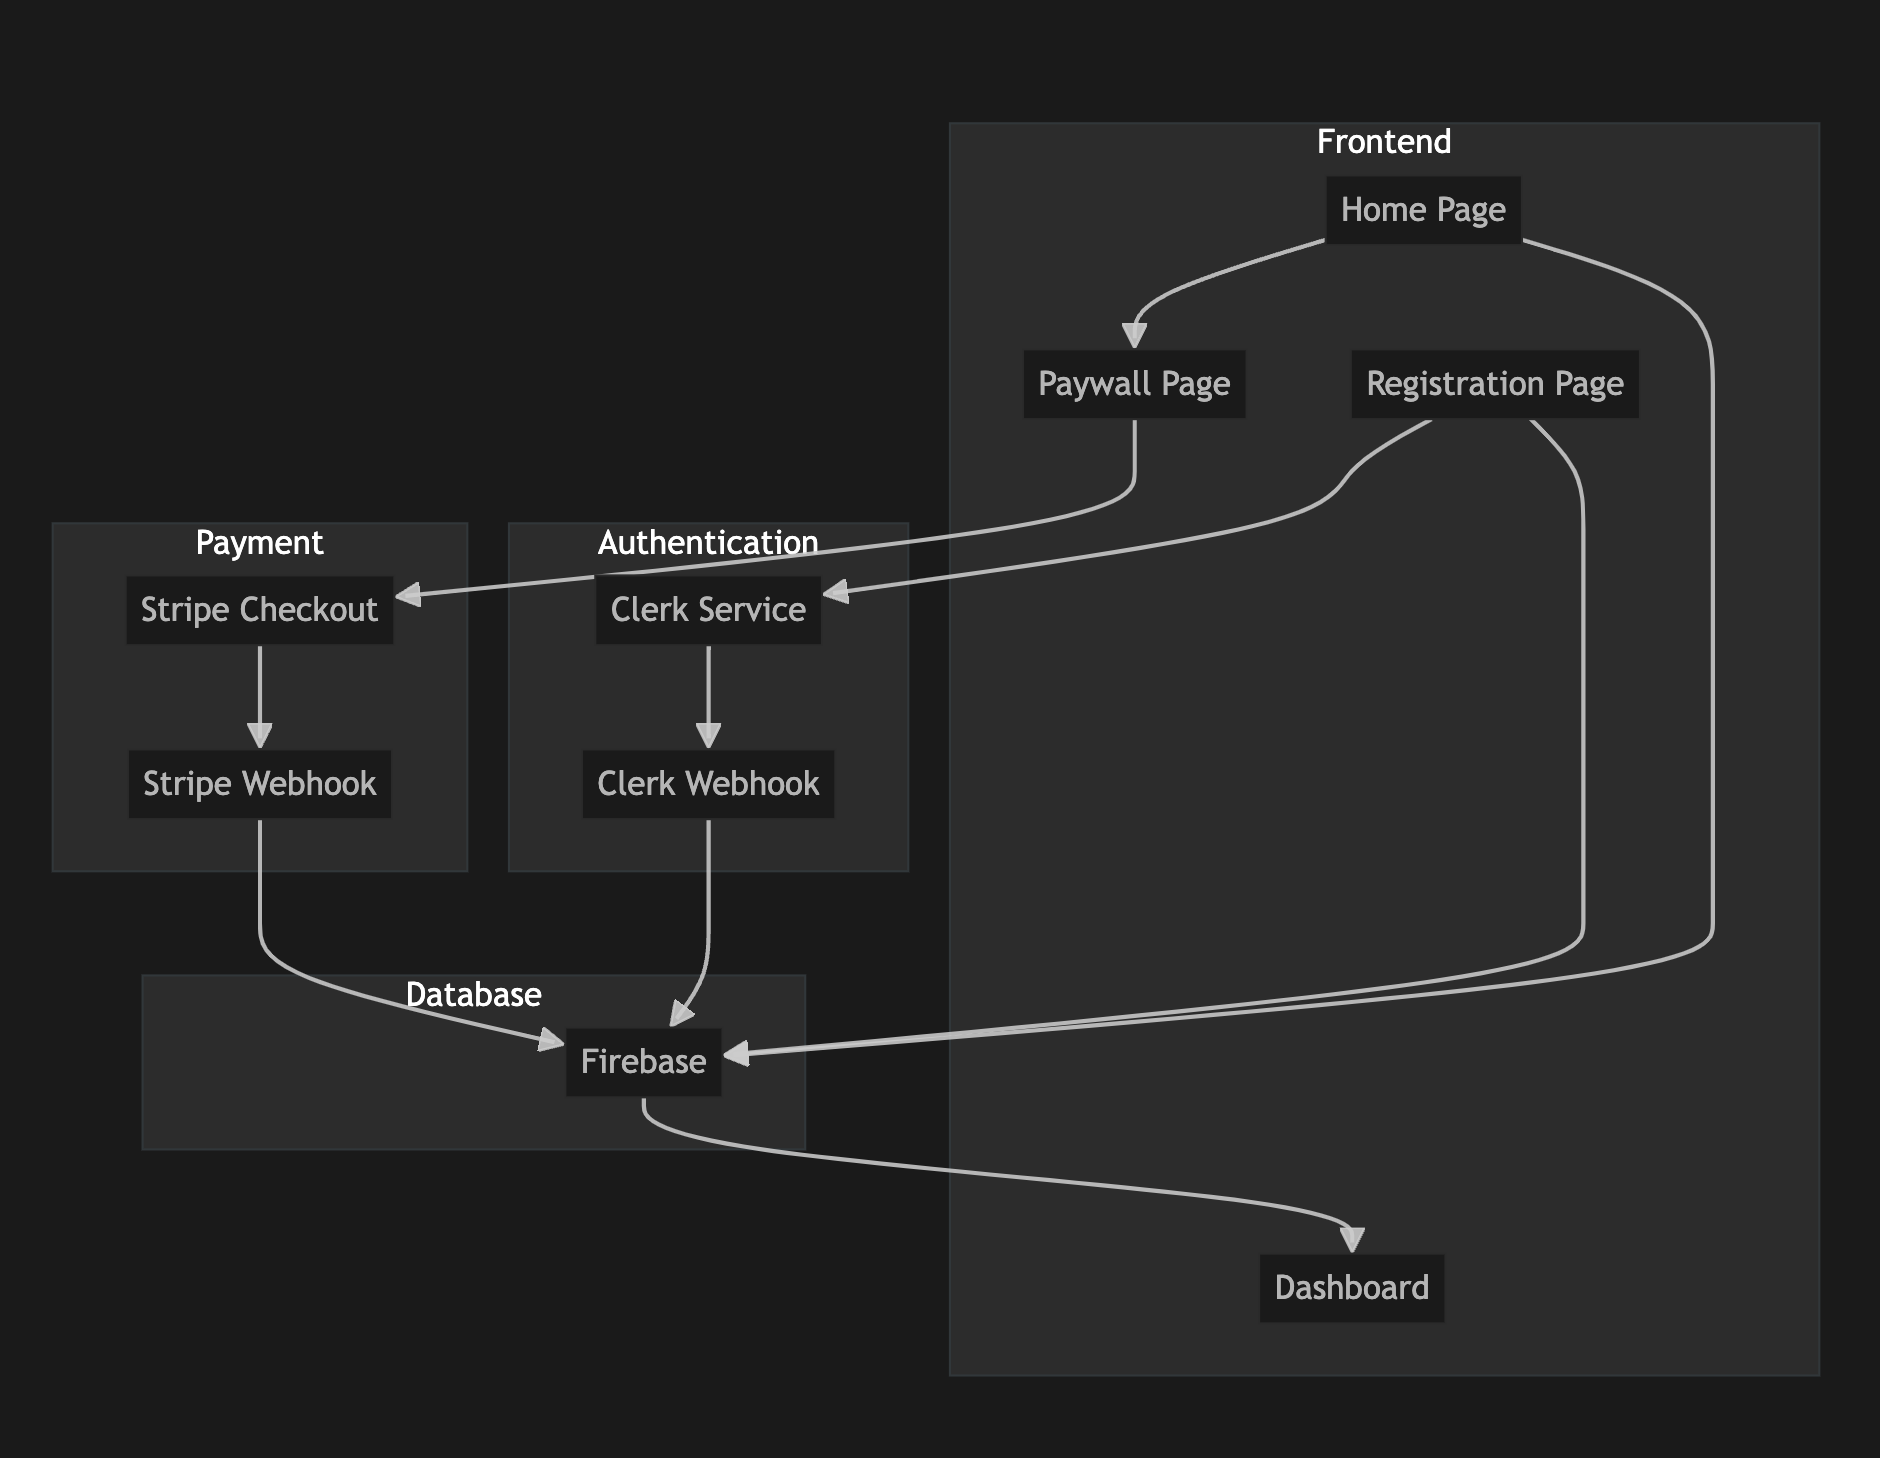 Frontend
Home Page
Paywall Page
Registration Page
Payment
Authentication
Stripe Checkout
Clerk Service
Stripe Webhook
Clerk Webhook
Database
Firebase
Dashboard